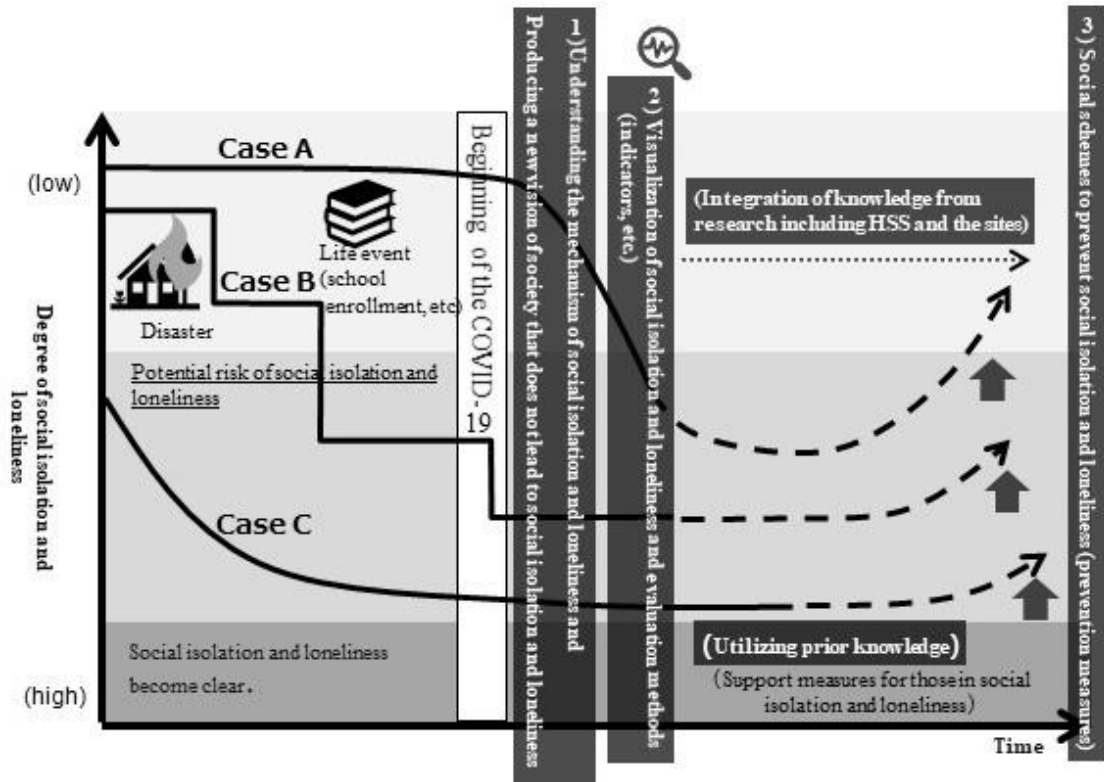 (low)
(high)
Degree of social isolation and
loneliness
Case A
Case B
Case C
Disaster
Life event
(school
enrollment, etc)
Potential risk of social isolation and
loneliness
Social isolation and loneliness
become clear.
Beginning of the COVID-
19
1)Understanding the mechanism of social isolation and loneliness and
Producing a new vision of society that does not lead to social isolation and loneliness
2) Visualization of social isolation and loneliness and evaluation methods
(indicators, etc.)
(Integration of knowledge from
research including HSS and the sites)
(Utilizing prior knowledge)
(Support measures for those in social
isolation and loneliness)
Time
3) Social schemes to prevent social isolation and loneliness (prevention measures)